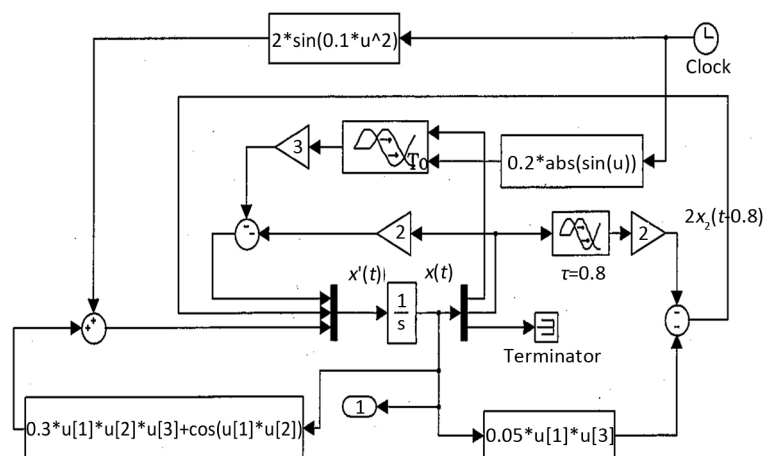 2*sin(0.1*u^2)
Clock
3
To
0.2*abs(sin(u))
2
2
2x₂(t-0.8)
τ=0.8
x'(t)
x(t)
1
s
Terminator
0.3*u[1]*u[2]*u[3]+cos(u[1]*u[2])
1
0.05*u[1]*u[3]